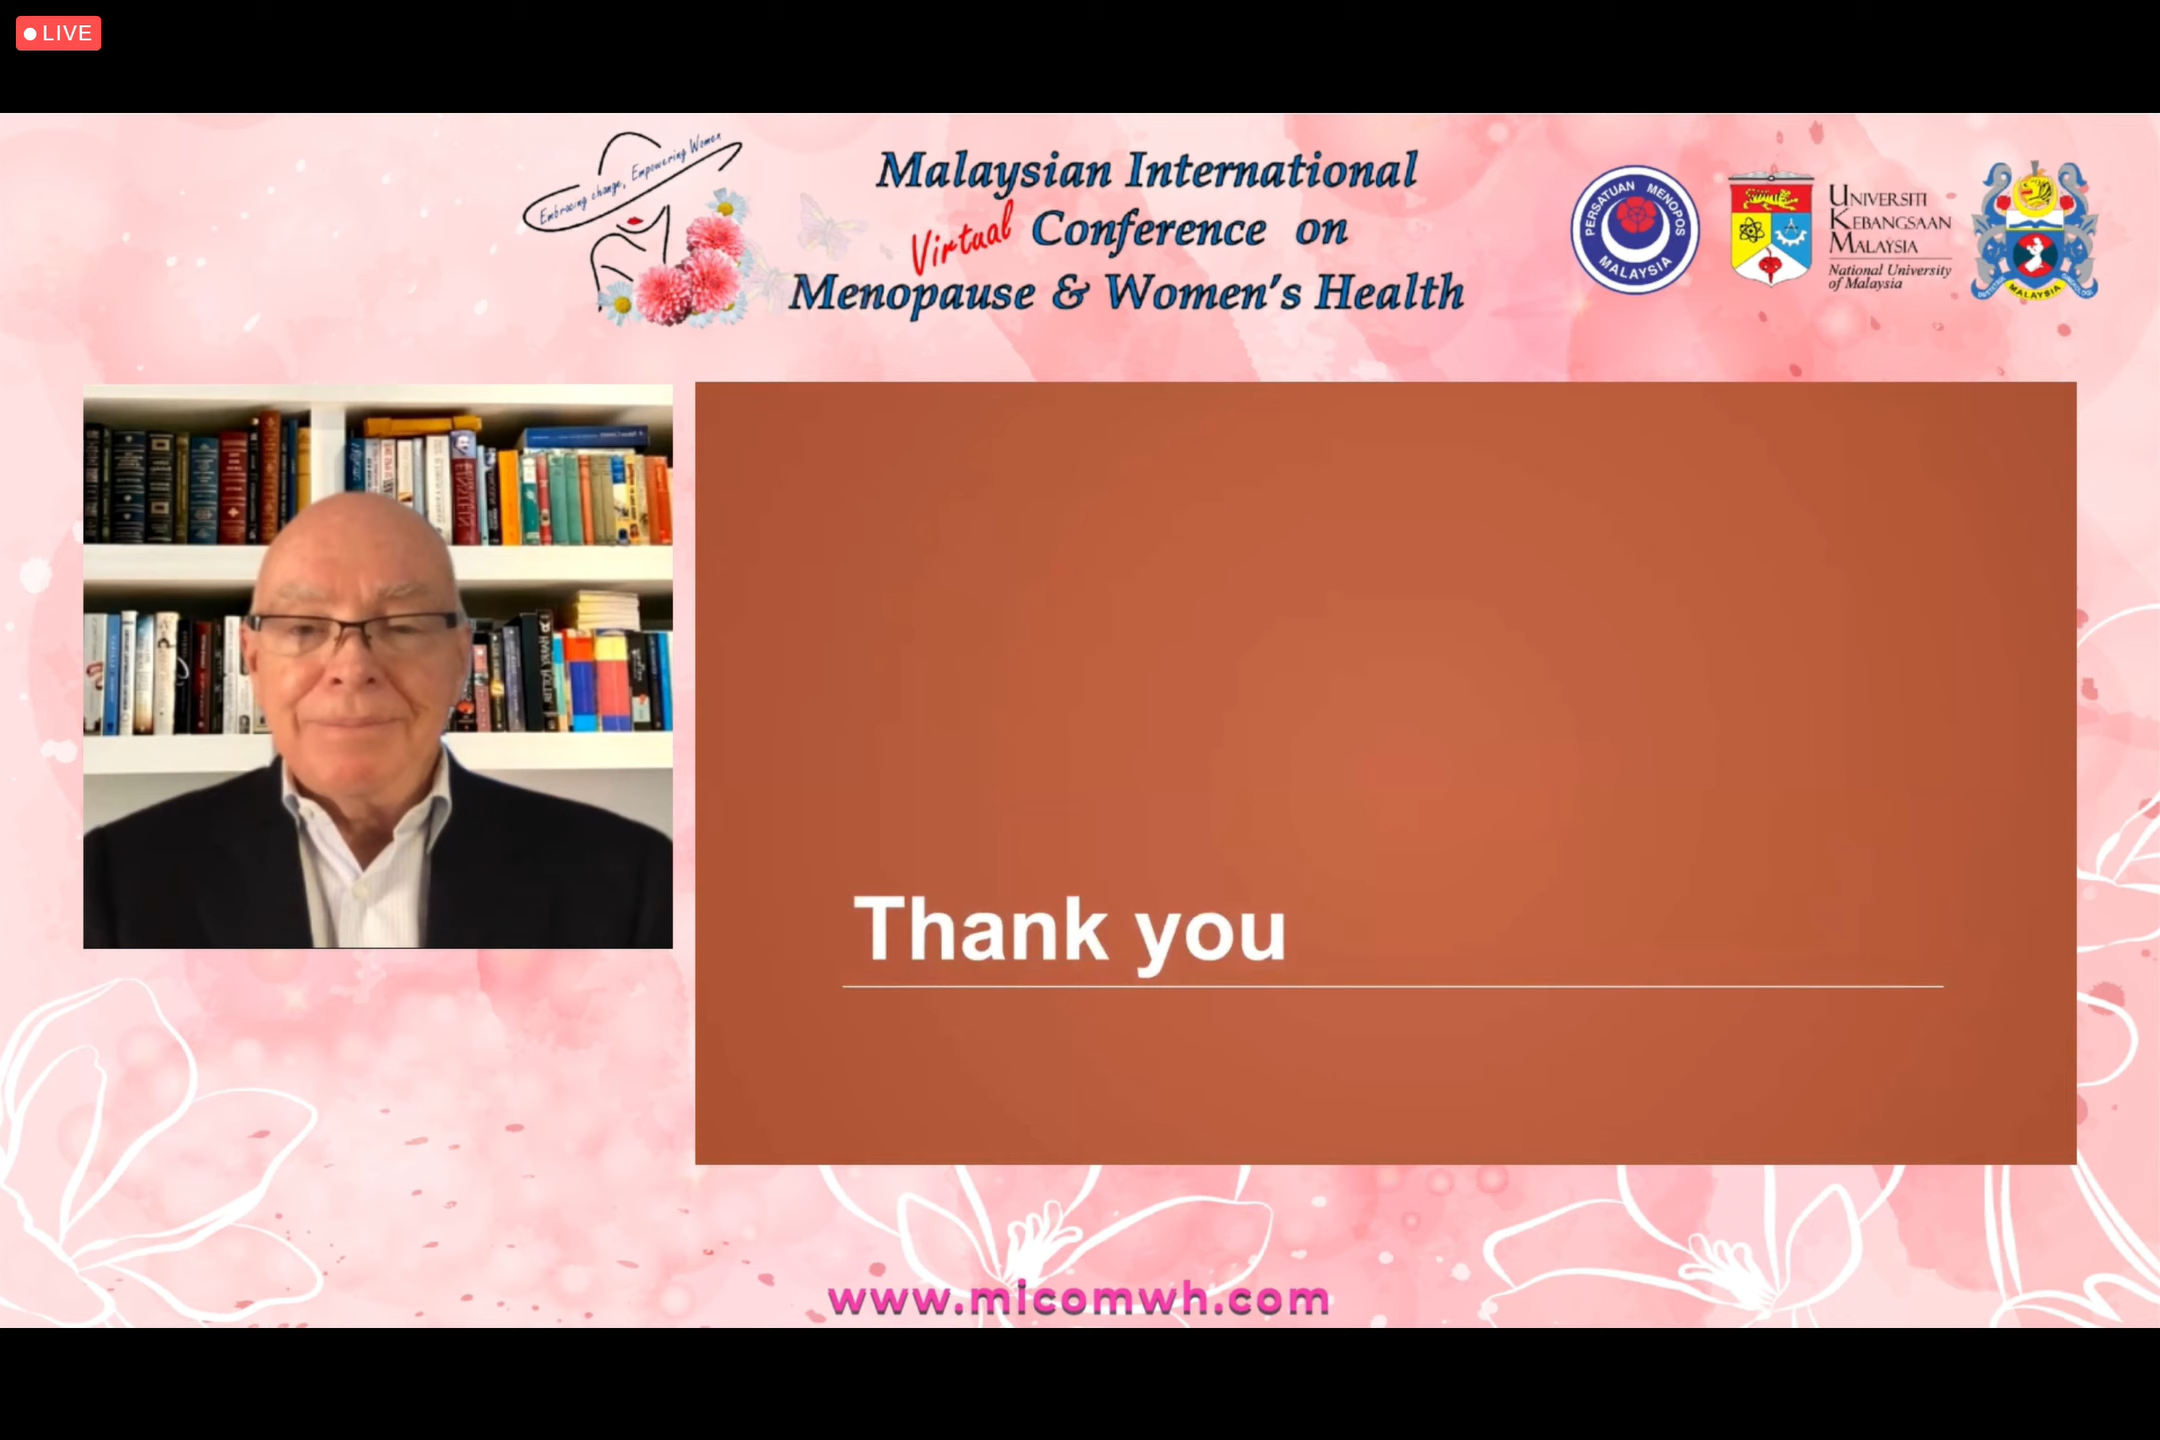 LIVE
Embracing change, Empowering Women
Malaysian International
Virtual Conference on
Menopause & Women's Health
PERSATUAN MENOPOS
MALAYSIA
UNIVERSITI
KEBANGSAAN
MALAYSIA
National University
of Malaysia
MALAYSIA
Thank you
www.micomwh.com